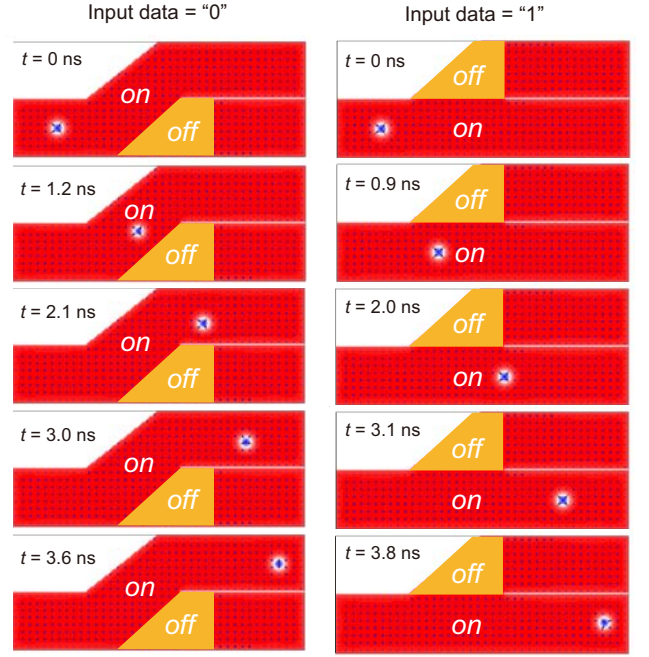 Input data = “0”
t = 0 ns
on
off
t = 1.2 ns
on
off
t = 2.1 ns
on
off
t = 3.0 ns
on
off
t = 3.6 ns
on
off
Input data = “1”
t = 0 ns
off
on
t = 0.9 ns
off
on
t = 2.0 ns
off
on
t = 3.1 ns
off
on
t = 3.8 ns
off
on